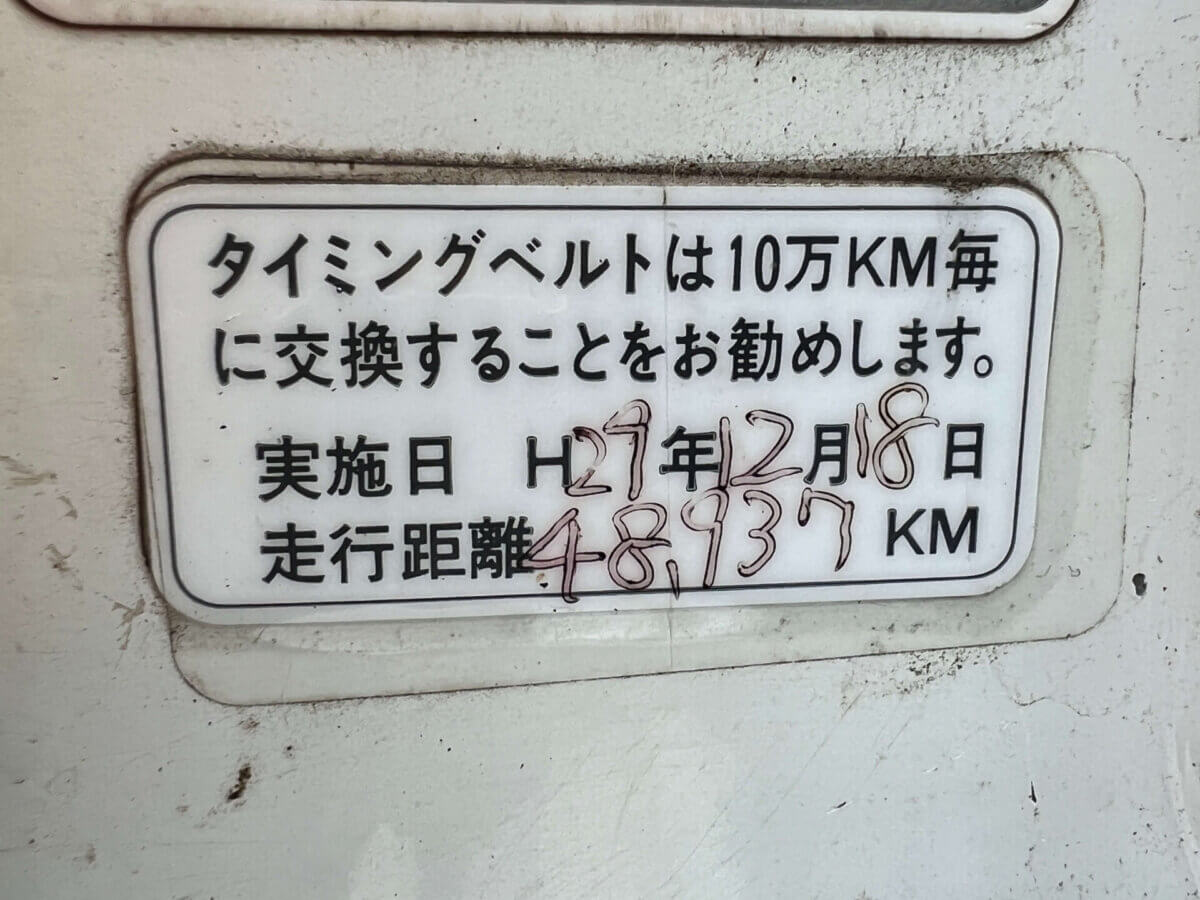 タイミングベルトは10万KM毎
に交換することをお勧めします。
実施日 H29年12月18日
走行距離48,937 KM